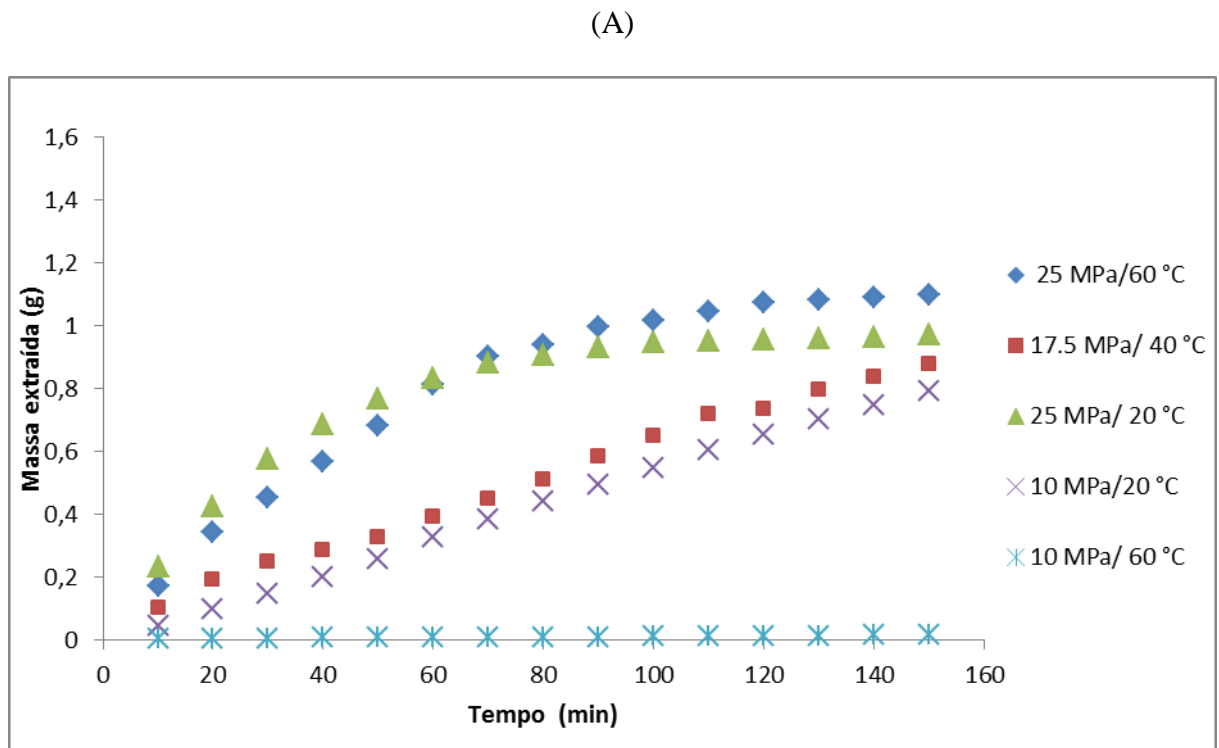 (A)
Massa extraída (g)
1,6
1,4
1,2
1
0,8
0,6
0,4
0,2
0
0 20 40 60 80 100 120 140 160
Tempo (min)
25 MPa/60 °C
17.5 MPa/ 40 °C
25 MPa/ 20 °C
10 MPa/20 °C
10 MPa/ 60 °C